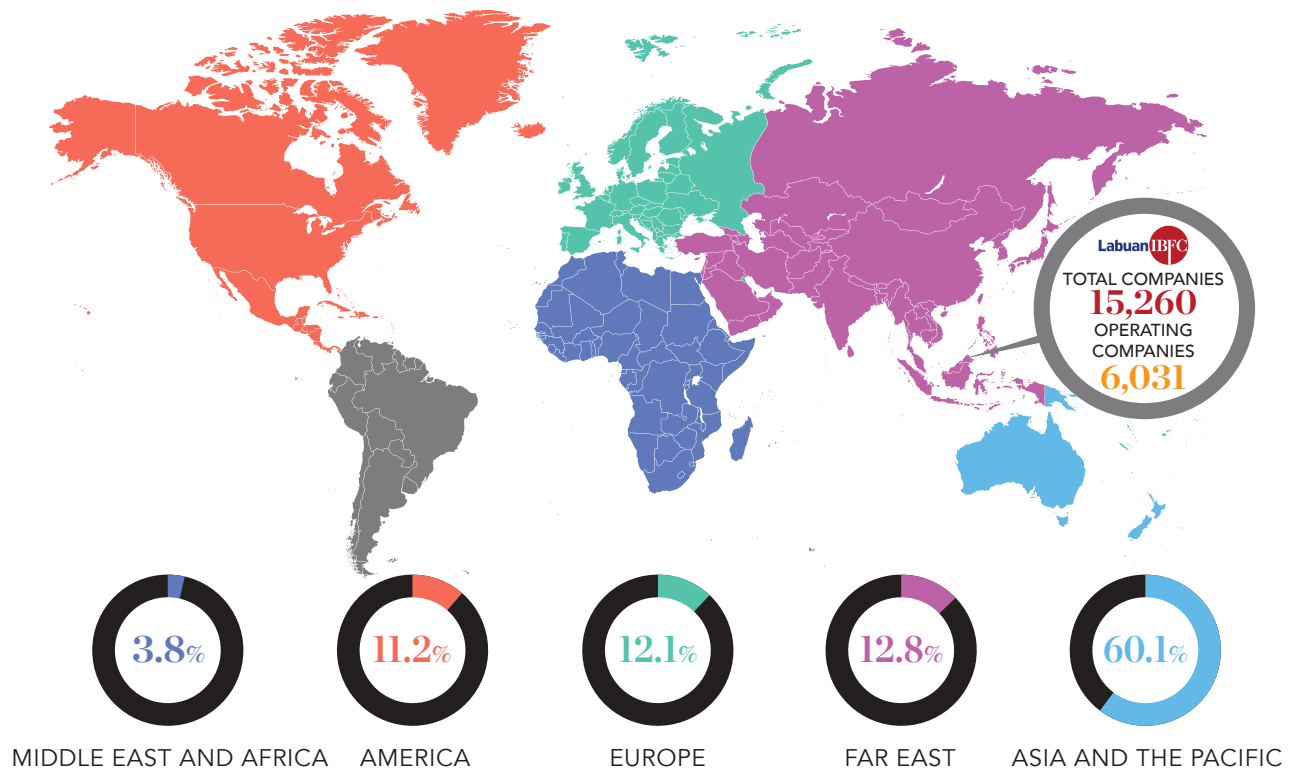 Labuan IBFC
TOTAL COMPANIES
15,260
OPERATING
COMPANIES
6,031
3.8%
11.2%
12.1%
12.8%
60.1%
MIDDLE EAST AND AFRICA
AMERICA
EUROPE
FAR EAST
ASIA AND THE PACIFIC